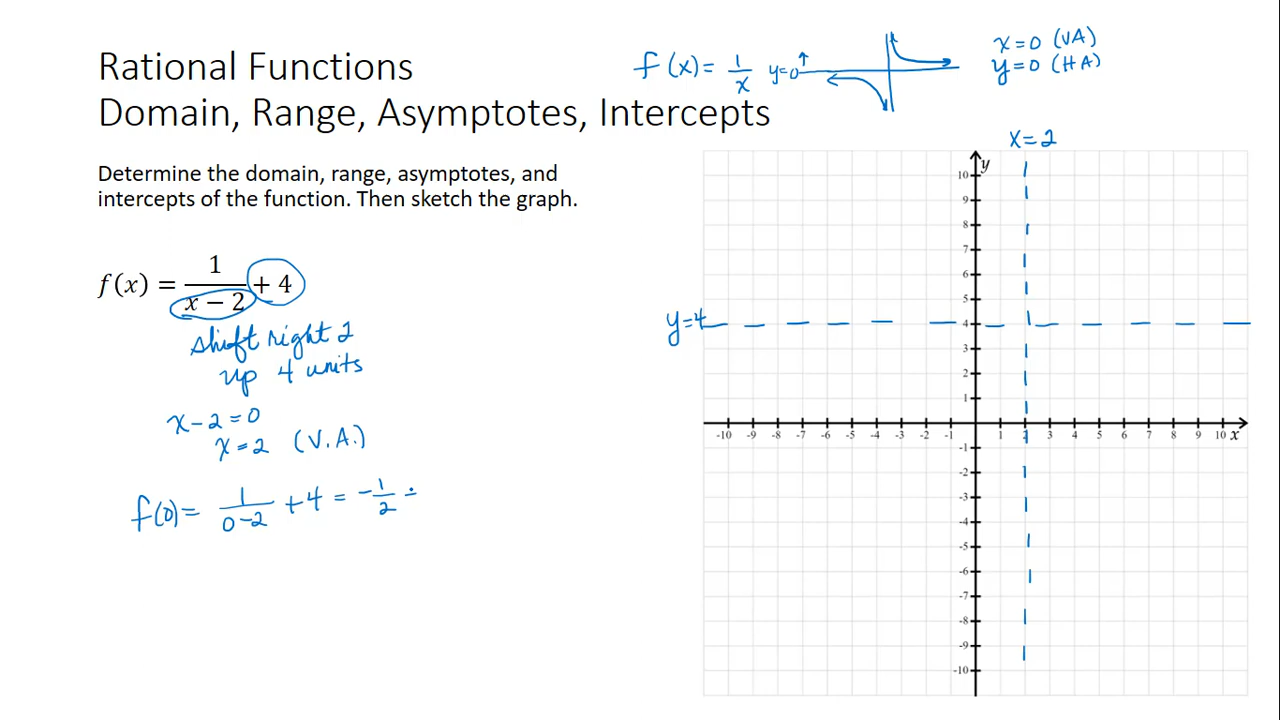 Rational Functions
Domain, Range, Asymptotes, Intercepts
f(x) = 1/x
y=0
x=0 (VA)
y=0 (HA)
Determine the domain, range, asymptotes, and
intercepts of the function. Then sketch the graph.
f(x) = 1/(x − 2) + 4
shift right 2
up 4 units
x-2=0
x=2 (V.A.)
f(0)= 1/(0-2) +4 = -1/2 +
x=2
y=4
y
10
9
8
7
6
5
4
3
2
1
-10 -9 -8 -7 -6 -5 -4 -3 -2 -1 1 2 3 4 5 6 7 8 9 10 x
-1
-2
-3
-4
-5
-6
-7
-8
-9
-10